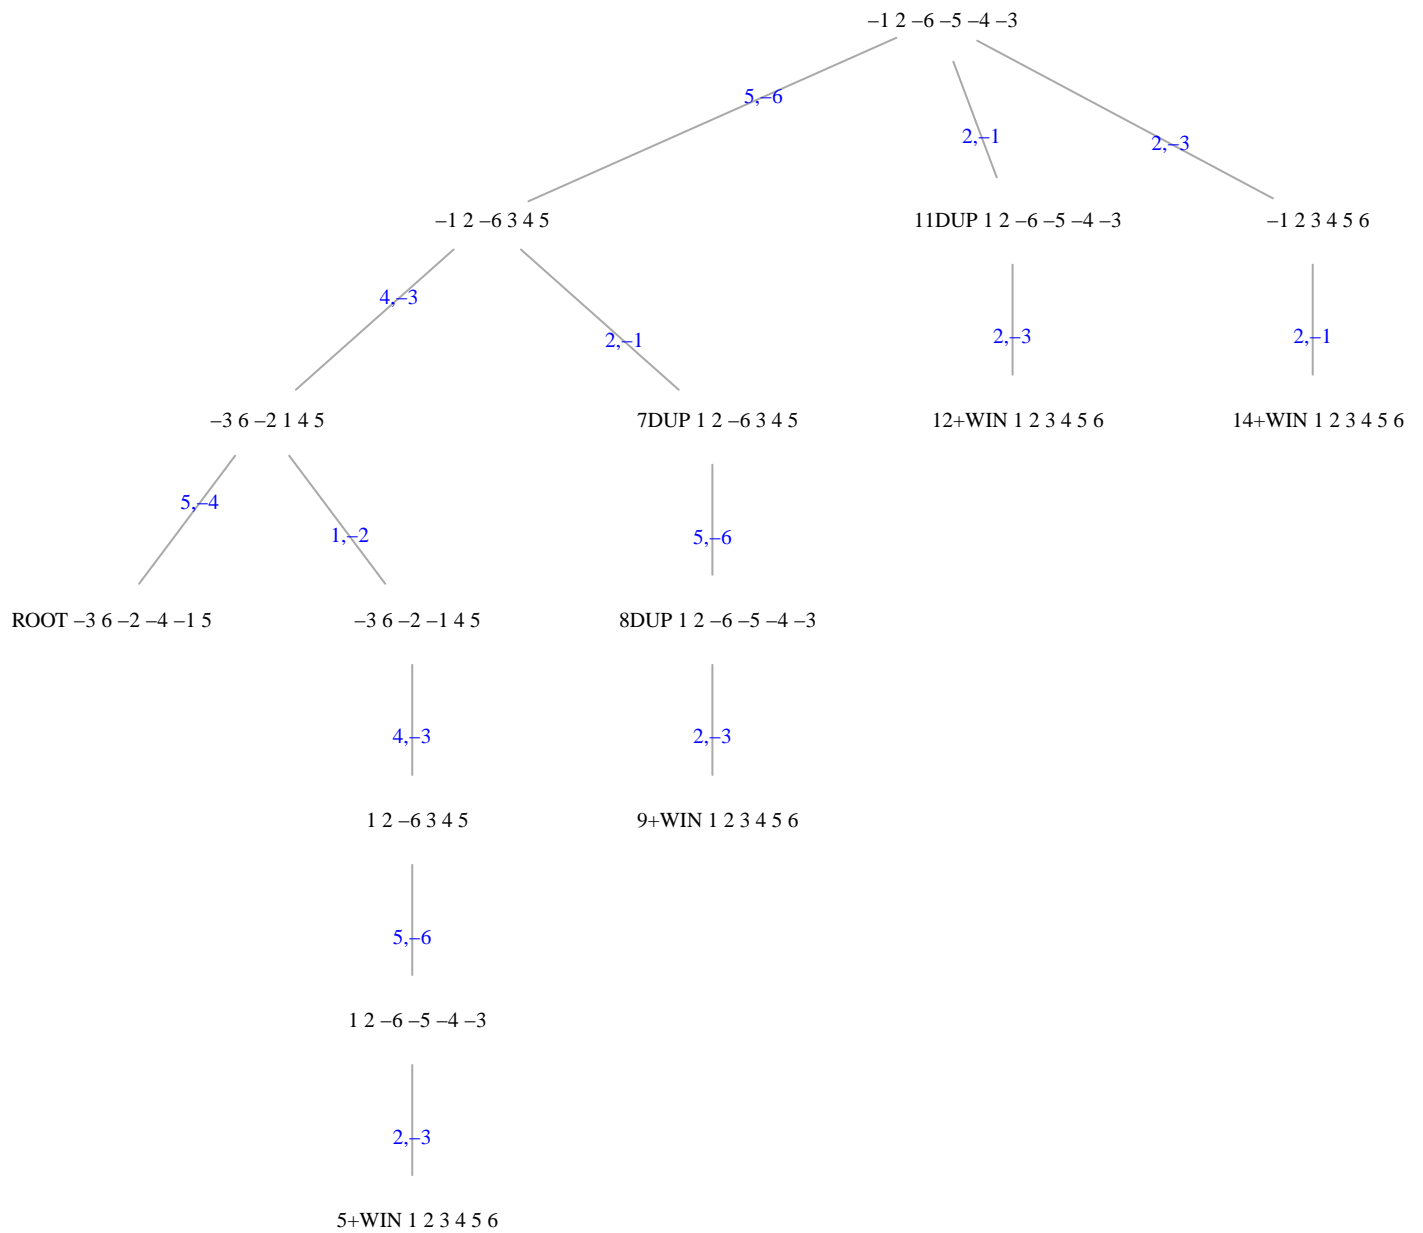 –1 2 –6 –5 –4 –3
5,–6
2,–1
2,–3
–1 2 –6 3 4 5
11DUP 1 2 –6 –5 –4 –3
–1 2 3 4 5 6
4,–3
2,–1
2,–3
2,–1
–3 6 –2 1 4 5
7DUP 1 2 –6 3 4 5
12+WIN 1 2 3 4 5 6
14+WIN 1 2 3 4 5 6
5,–4
1,–2
5,–6
ROOT –3 6 –2 –4 –1 5
–3 6 –2 –1 4 5
8DUP 1 2 –6 –5 –4 –3
4,–3
2,–3
1 2 –6 3 4 5
9+WIN 1 2 3 4 5 6
5,–6
1 2 –6 –5 –4 –3
2,–3
5+WIN 1 2 3 4 5 6